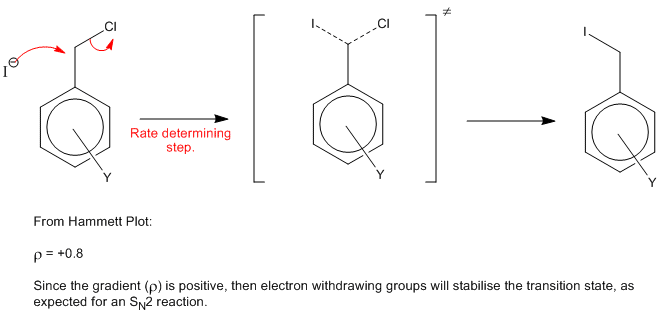 Cl
I⊖
Y
Rate determining
step.
I
Cl
≠
Y
I
Y
From Hammett Plot:
ρ = +0.8
Since the gradient (ρ) is positive, then electron withdrawing groups will stabilise the transition state, as
expected for an SN2 reaction.